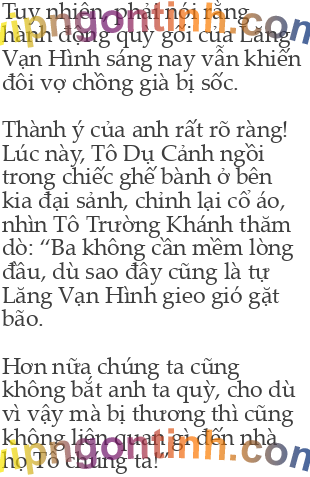 Tuy nhiên, phải nói rằng
hành động quỳ gối của Lăng
Vạn Hình sáng nay vẫn khiến
đôi vợ chồng già bị sốc.
Thành ý của anh rất rõ ràng!
Lúc này, Tô Dụ Cảnh ngồi
trong chiếc ghế bành ở bên
kia đại sảnh, chỉnh lại cổ áo,
nhìn Tô Trường Khánh thăm
dò: “Ba không cần mềm lòng
đâu, dù sao đây cũng là tự
Lăng Vạn Hình gieo gió gặt
bão.
Hơn nữa chúng ta cũng
không bắt anh ta quỳ, cho dù
vì vậy mà bị thương thì cũng
không liên quan gì đến nhà
họ Tô chúng ta!”
vipngontinh.com
vipngontinh.com